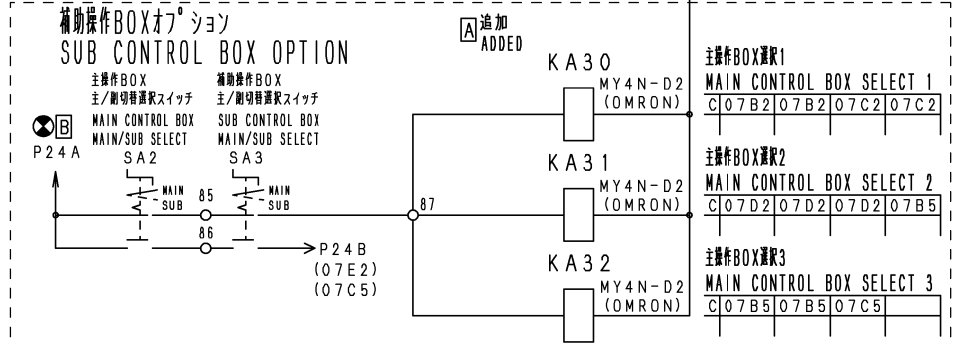 補助操作BOXオプション
SUB CONTROL BOX OPTION
主操作BOX
主/副切替選択スイッチ
MAIN CONTROL BOX
MAIN/SUB SELECT
SA2
補助操作BOX
主/副切替選択スイッチ
SUB CONTROL BOX
MAIN/SUB SELECT
SA3
B
P24A
MAIN
SUB
85
MAIN
SUB
86
87
P24B
(07E2)
(07C5)
A 追加
ADDED
KA30
MY4N-D2
(OMRON)
主操作BOX選択1
MAIN CONTROL BOX SELECT 1
C 07B2 07B2 07C2 07C2
KA31
MY4N-D2
(OMRON)
主操作BOX選択2
MAIN CONTROL BOX SELECT 2
C 07D2 07D2 07D2 07B5
KA32
MY4N-D2
(OMRON)
主操作BOX選択3
MAIN CONTROL BOX SELECT 3
C 07B5 07B5 07C5